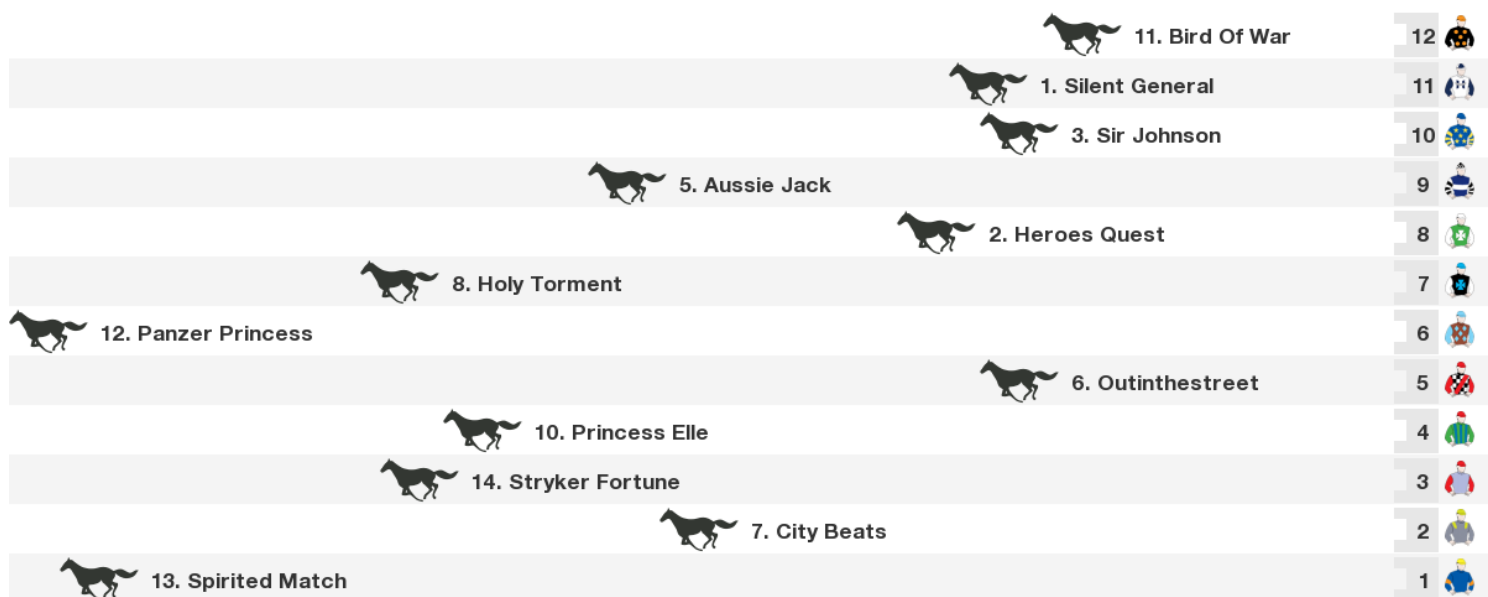 11. Bird Of War 12
1. Silent General 11
3. Sir Johnson 10
5. Aussie Jack 9
2. Heroes Quest 8
8. Holy Torment 7
12. Panzer Princess 6
6. Outinthestreet 5
10. Princess Elle 4
14. Stryker Fortune 3
7. City Beats 2
13. Spirited Match 1